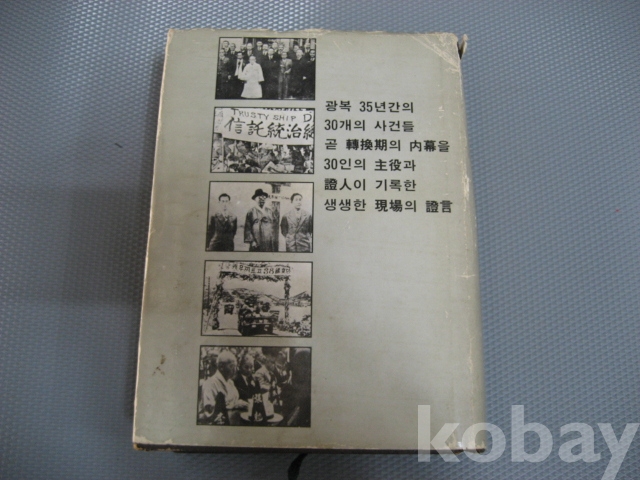 광복 35년간의
30개의 사건들
곧 轉換期의 内幕을
30인의 主役과
證人이 기록한
생생한 現場의 證言
TRUSTY SHIP D
信託統治絶
kobay